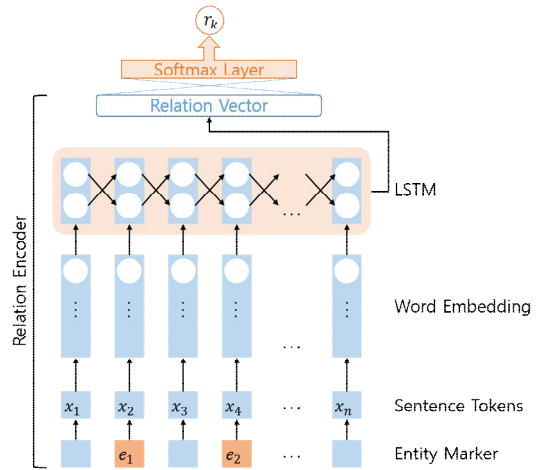 r_k
Softmax Layer
Relation Vector
LSTM
...
Relation Encoder
⋮ ⋮ ⋮ ⋮ ⋮
Word Embedding
...
x_1 x_2 x_3 x_4 ... x_n
Sentence Tokens
e_1 e_2 ...
Entity Marker